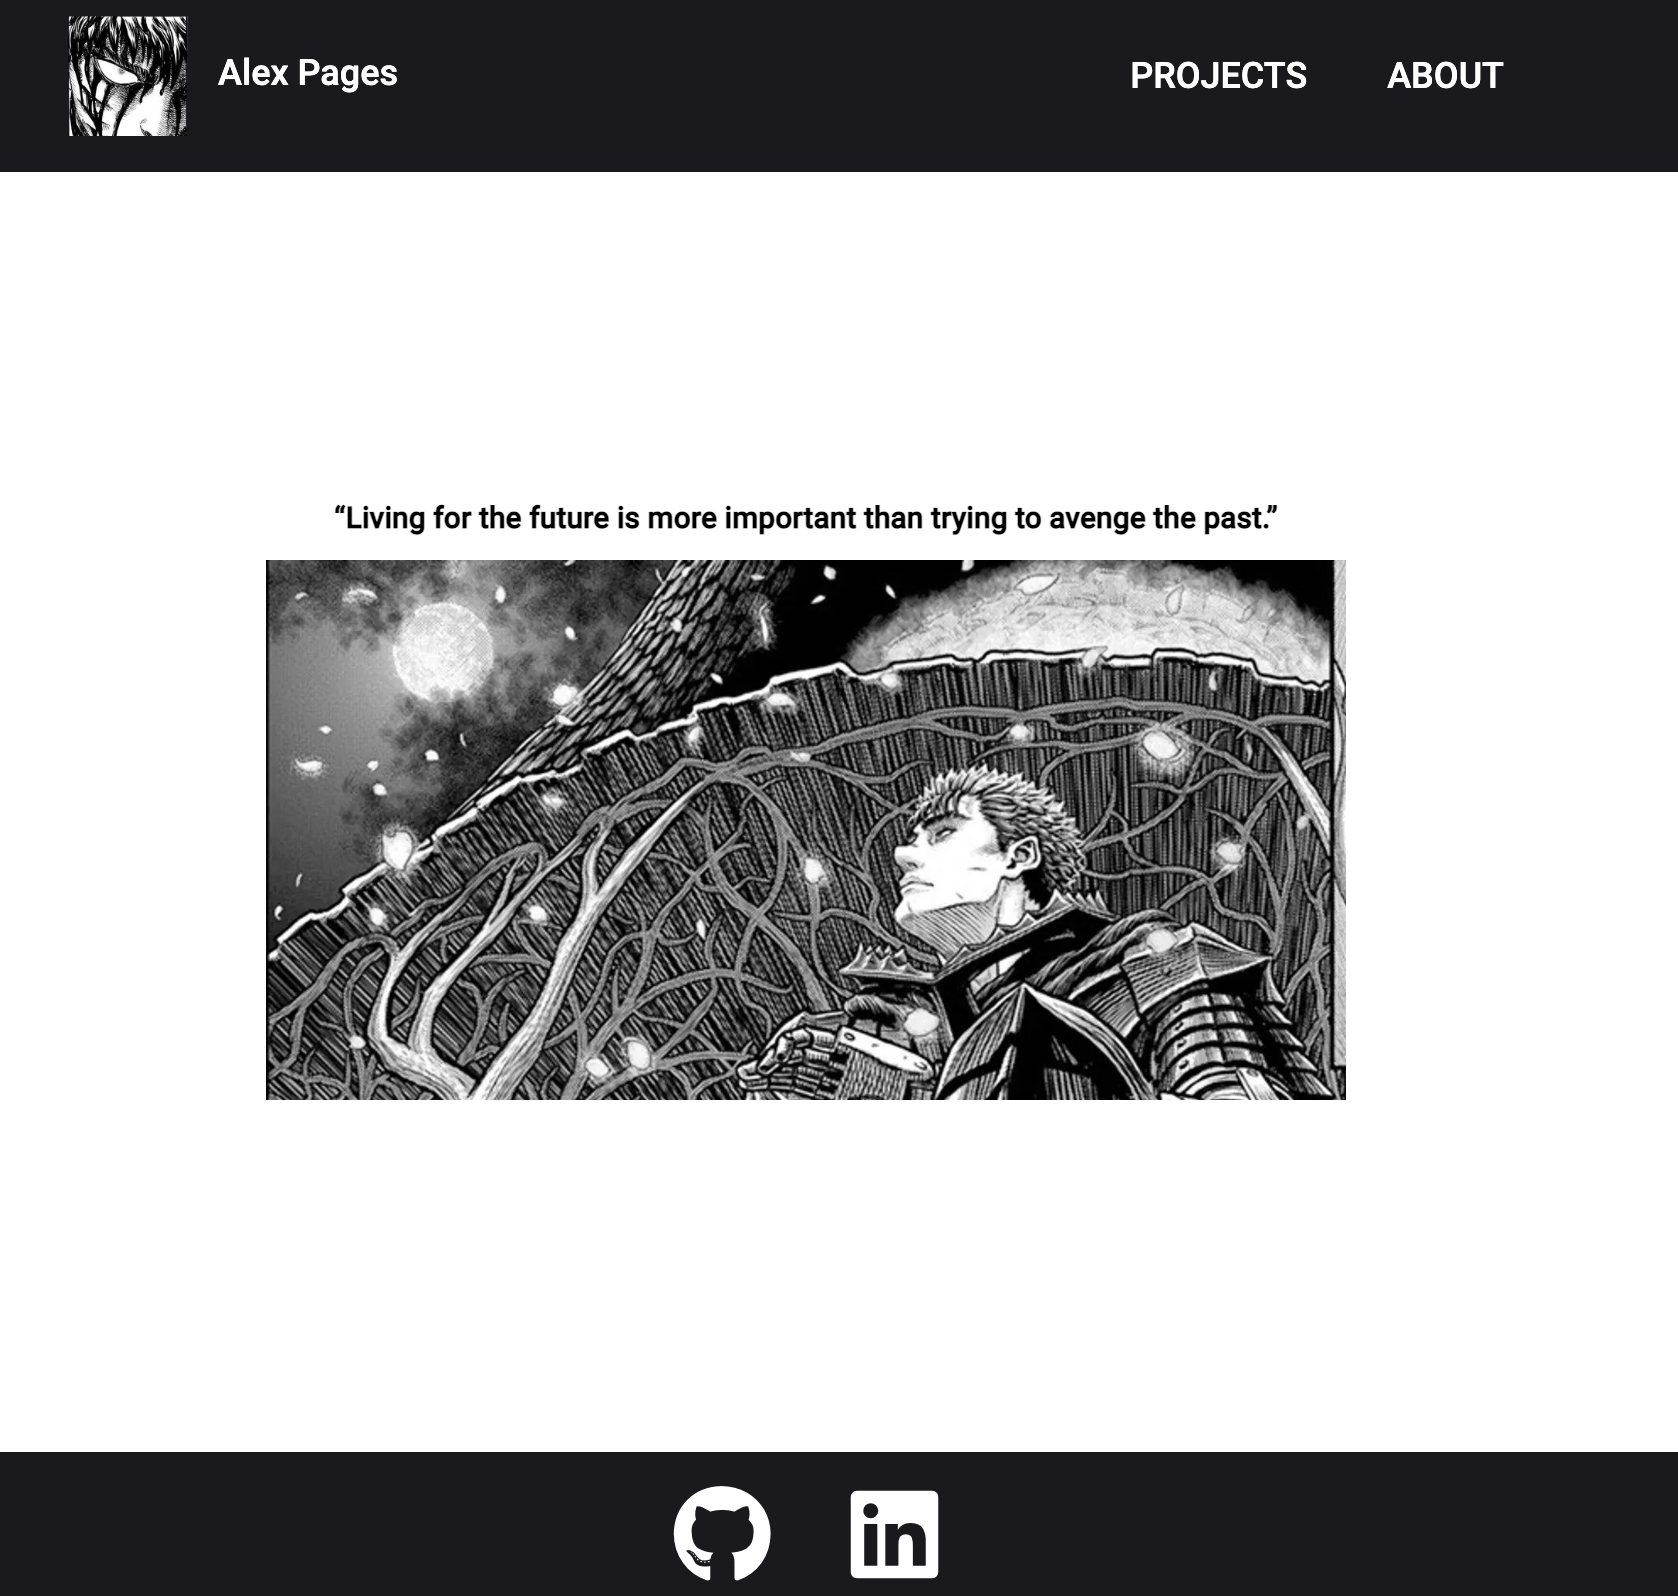 Alex Pages
PROJECTS
ABOUT
“Living for the future is more important than trying to avenge the past.”
in